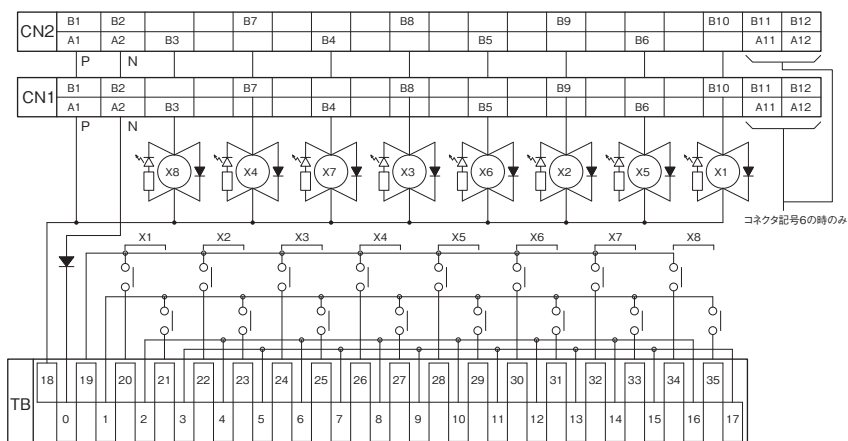 CN2
B1 B2 B7 B8 B9 B10 B11 B12
A1 A2 B3 B4 B5 B6 A11 A12
P N
CN1
B1 B2 B7 B8 B9 B10 B11 B12
A1 A2 B3 B4 B5 B6 A11 A12
P N
X8 X4 X7 X3 X6 X2 X5 X1
コネクタ記号6の時のみ
X1 X2 X3 X4 X5 X6 X7 X8
TB
18 19 20 21 22 23 24 25 26 27 28 29 30 31 32 33 34 35
0 1 2 3 4 5 6 7 8 9 10 11 12 13 14 15 16 17